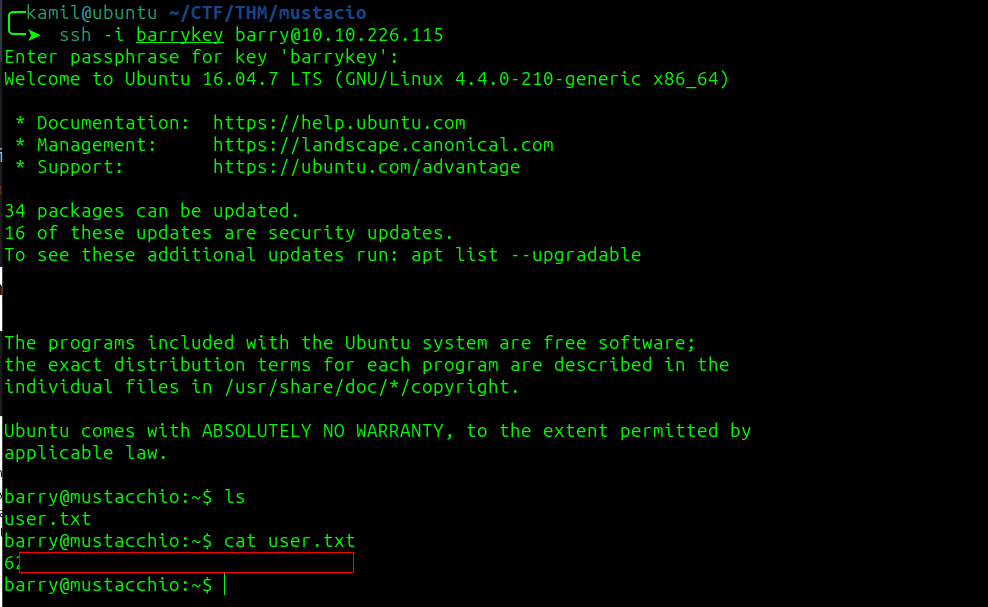 kamil@ubuntu ~/CTF/THM/mustacio
ssh -i barrykey barry@10.10.226.115
Enter passphrase for key 'barrykey':
Welcome to Ubuntu 16.04.7 LTS (GNU/Linux 4.4.0-210-generic x86_64)
* Documentation:  https://help.ubuntu.com
* Management:     https://landscape.canonical.com
* Support:        https://ubuntu.com/advantage
34 packages can be updated.
16 of these updates are security updates.
To see these additional updates run: apt list --upgradable
The programs included with the Ubuntu system are free software;
the exact distribution terms for each program are described in the
individual files in /usr/share/doc/*/copyright.
Ubuntu comes with ABSOLUTELY NO WARRANTY, to the extent permitted by
applicable law.
barry@mustacchio:~$ ls
user.txt
barry@mustacchio:~$ cat user.txt
barry@mustacchio:~$